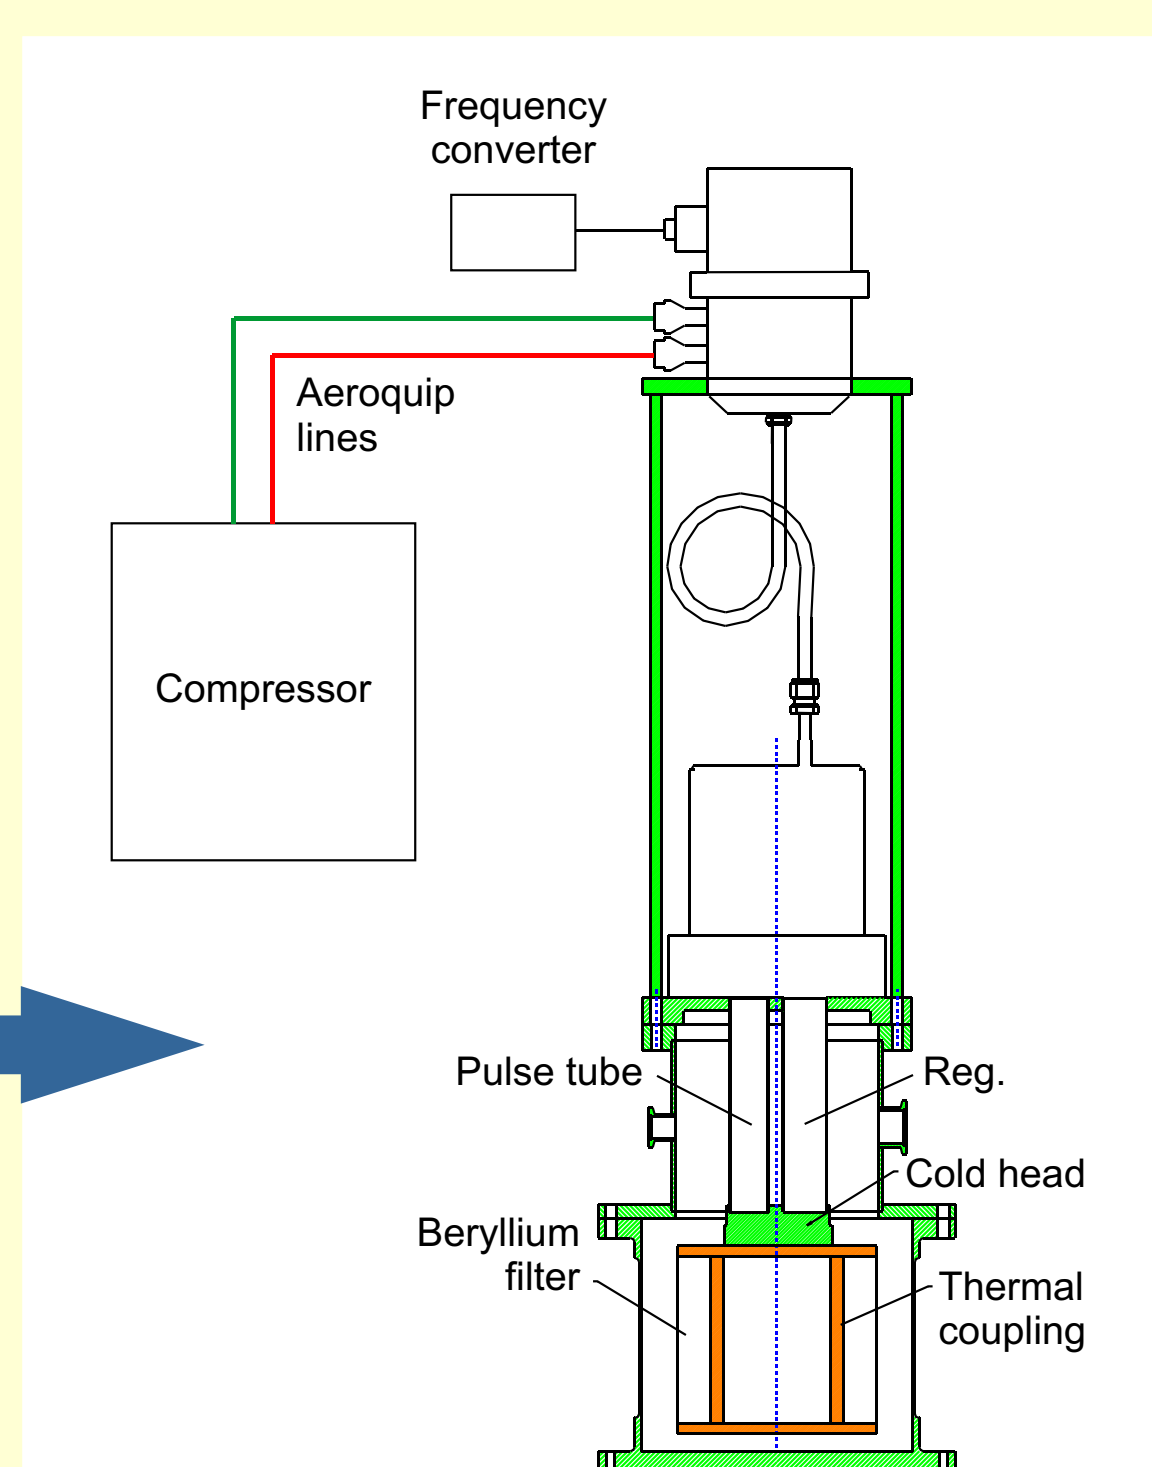 Frequency
converter
Aeroquip
lines
Compressor
Pulse tube
Reg.
Cold head
Beryllium
filter
Thermal
coupling